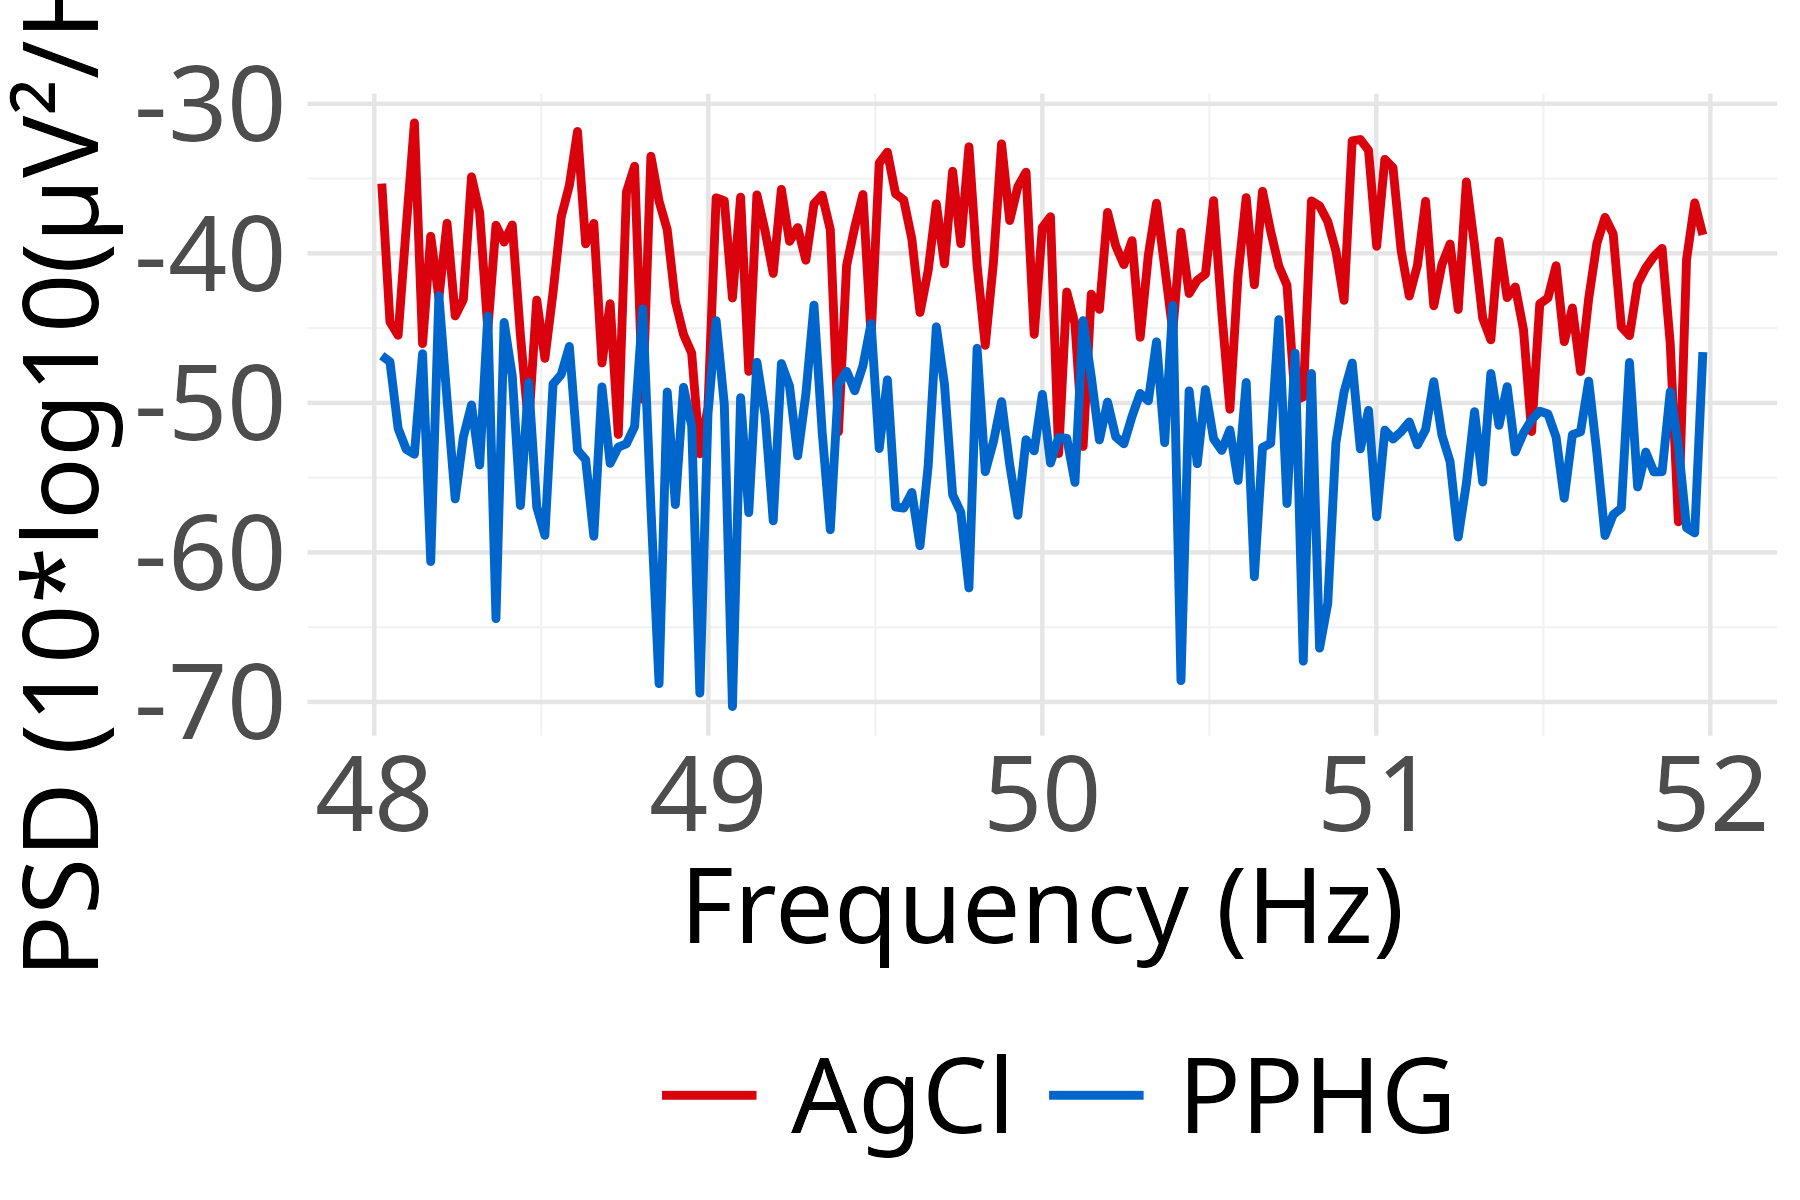 PSD (10*log10(µV²/H
-30
-40
-50
-60
-70
48 49 50 51 52
Frequency (Hz)
AgCl PPHG